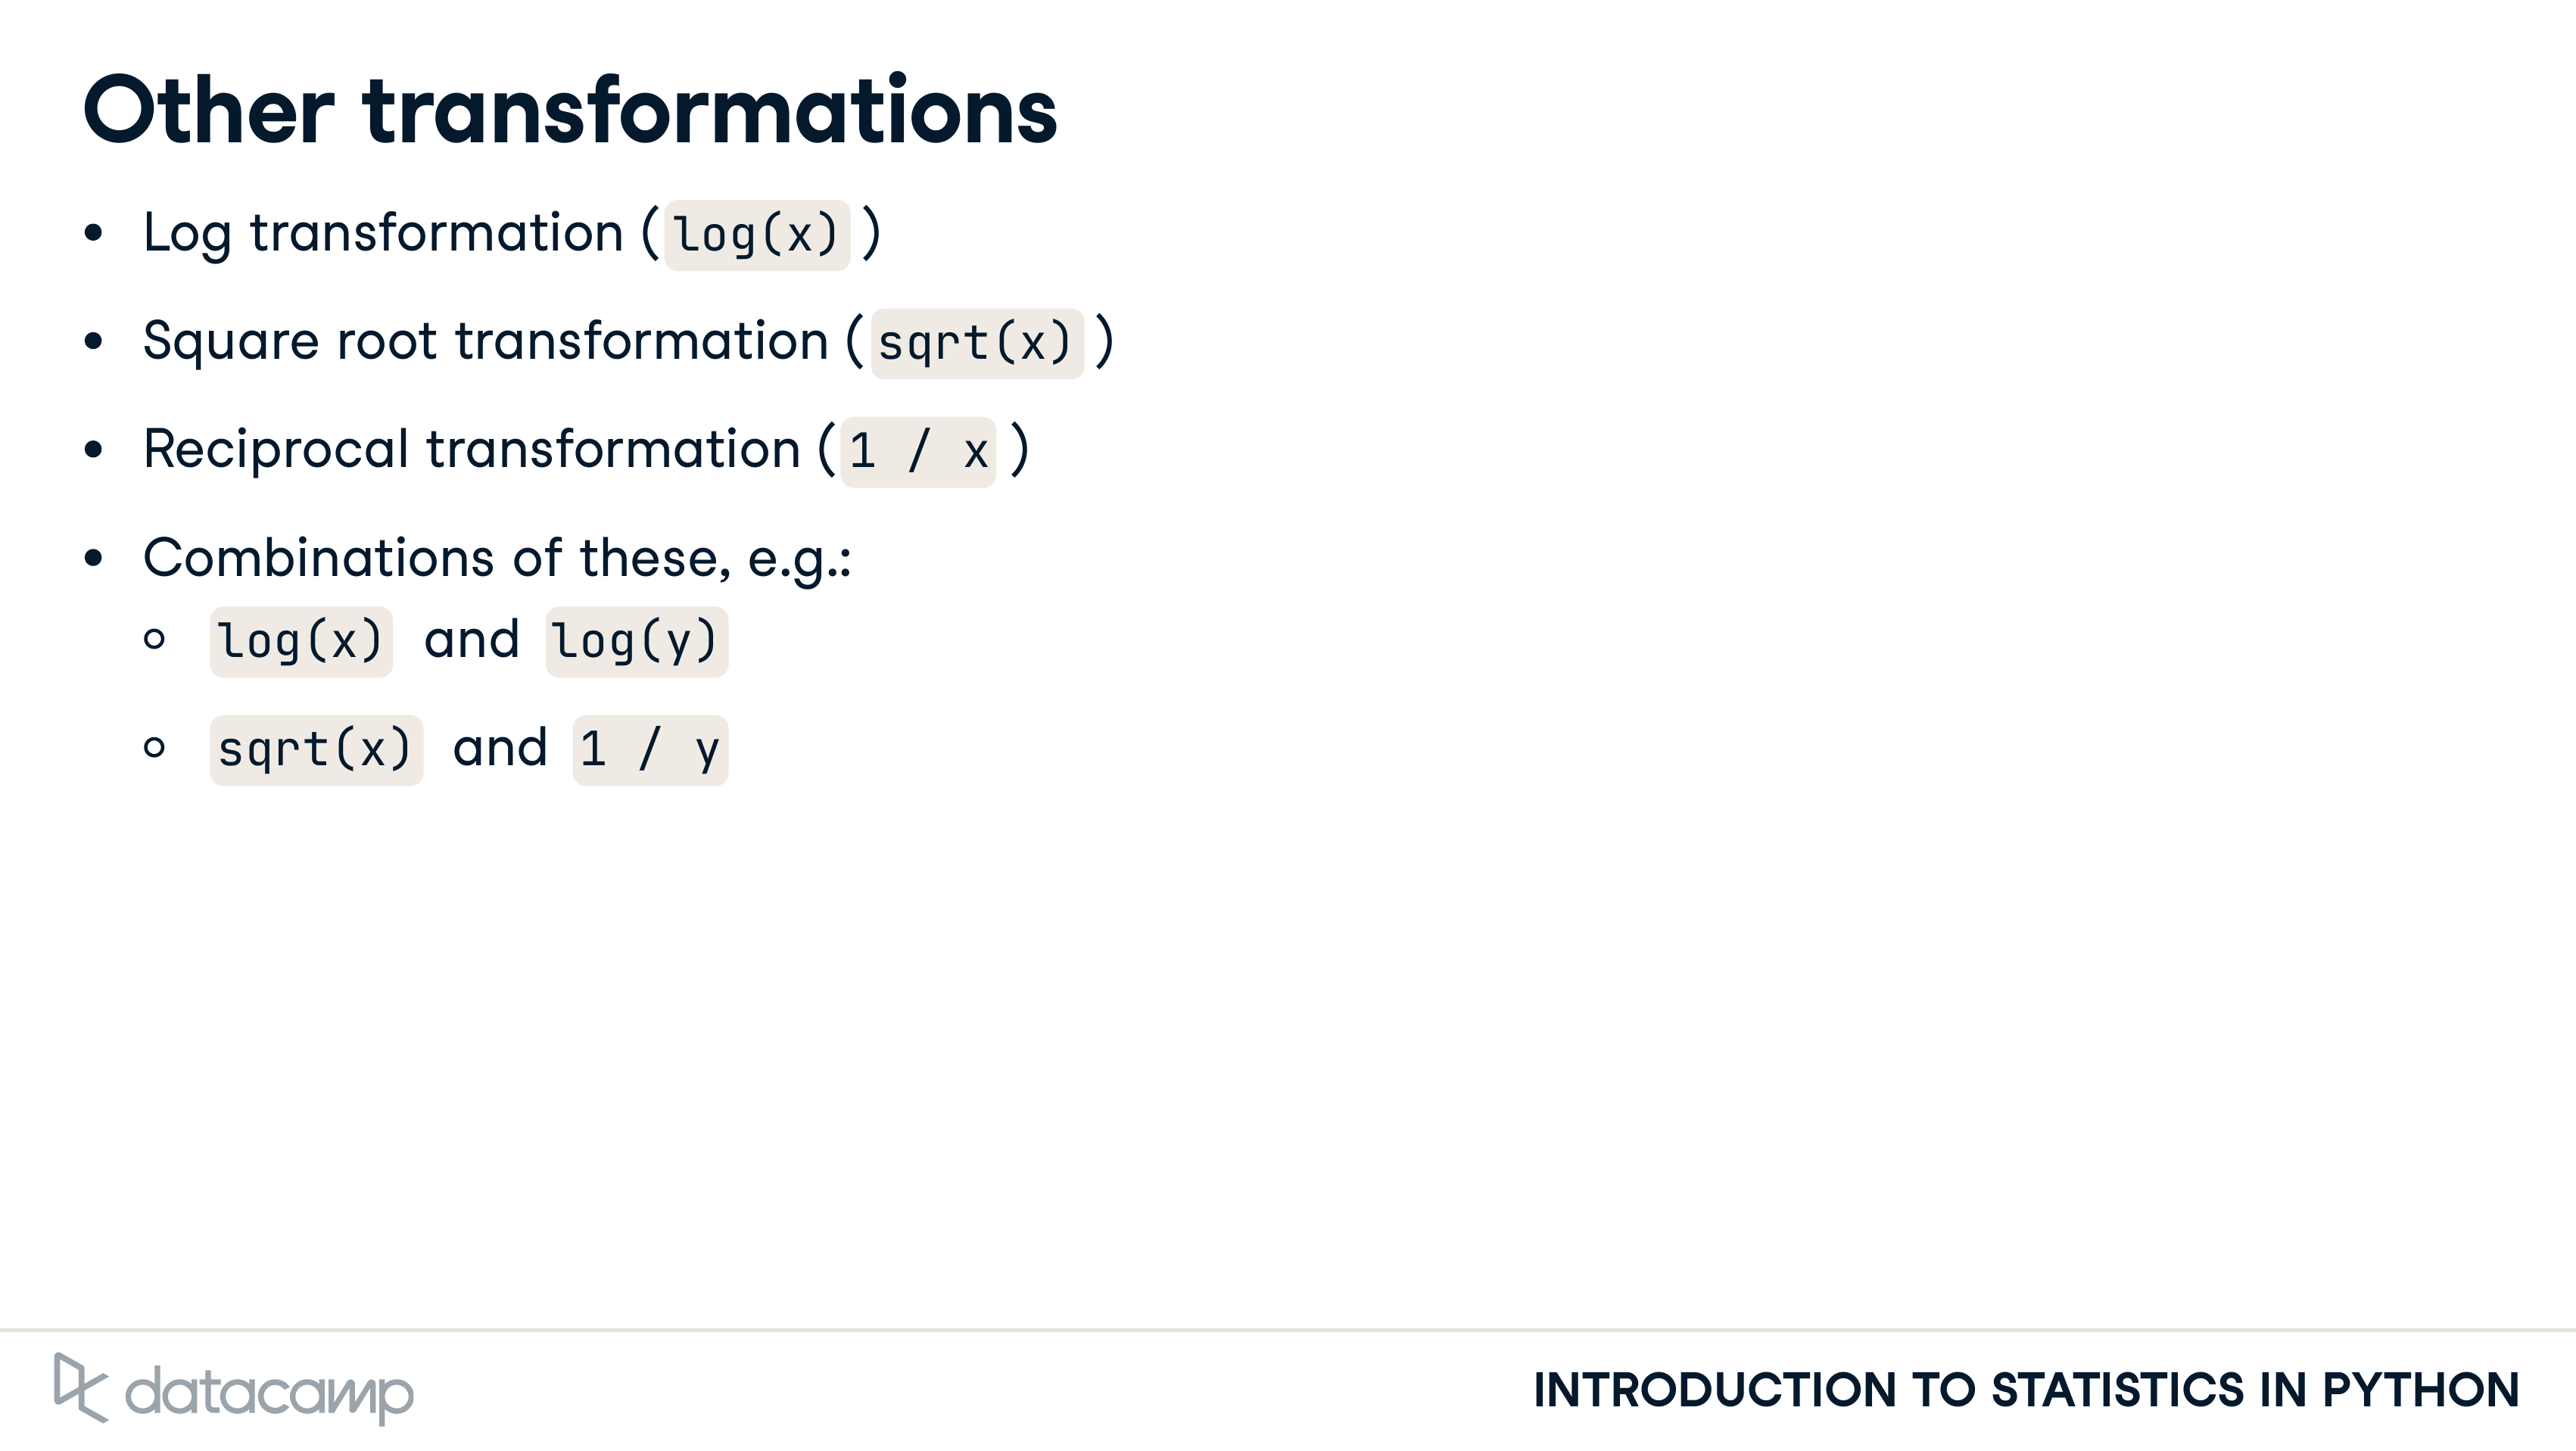 Other transformations
• Log transformation ( log(x) )
• Square root transformation ( sqrt(x) )
• Reciprocal transformation ( 1 / x )
• Combinations of these, e.g.:
○ log(x) and log(y)
○ sqrt(x) and 1 / y
datacamp
INTRODUCTION TO STATISTICS IN PYTHON